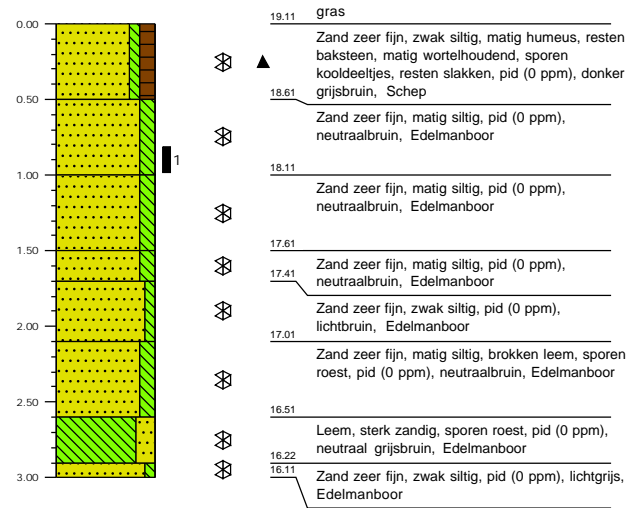 0.00
0.50
1.00
1.50
2.00
2.50
3.00
1
19.11
gras
Zand zeer fijn, zwak siltig, matig humeus, resten
baksteen, matig wortelhoudend, sporen
kooldeeltjes, resten slakken, pid (0 ppm), donker
grijsbruin, Schep
18.61
Zand zeer fijn, matig siltig, pid (0 ppm),
neutraalbruin, Edelmanboor
18.11
Zand zeer fijn, matig siltig, pid (0 ppm),
neutraalbruin, Edelmanboor
17.61
Zand zeer fijn, matig siltig, pid (0 ppm),
neutraalbruin, Edelmanboor
17.41
Zand zeer fijn, zwak siltig, pid (0 ppm),
lichtbruin, Edelmanboor
17.01
Zand zeer fijn, matig siltig, brokken leem, sporen
roest, pid (0 ppm), neutraalbruin, Edelmanboor
16.51
Leem, sterk zandig, sporen roest, pid (0 ppm),
neutraal grijsbruin, Edelmanboor
16.22
Zand zeer fijn, zwak siltig, pid (0 ppm), lichtgrijs,
Edelmanboor
16.11